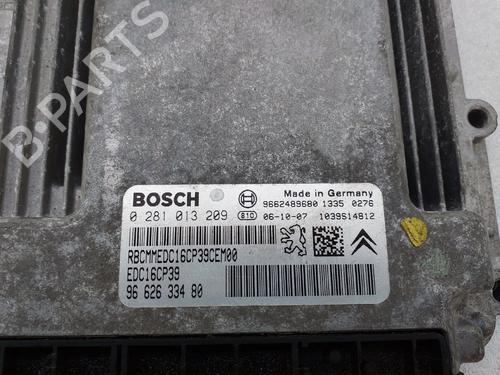 B-PARTS
BOSCH
Made in Germany
9662489680 1335 0276
0 281 013 209 810 06-10-07 1039S14812
RBCMMEDC16CP39CEM00
EDC16CP39
96 626 334 80